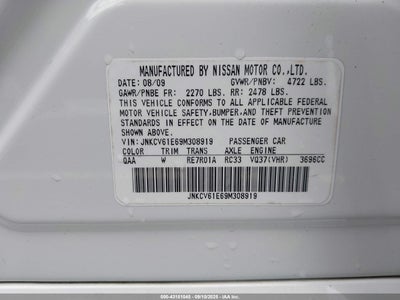 MANUFACTURED BY NISSAN MOTOR CO.,LTD.
DATE: 08/09 GVWR/PNBV: 4722 LBS.
GAWR/PNBE FR: 2270 LBS. RR: 2478 LBS.
THIS VEHICLE CONFORMS TO ALL APPLICABLE FEDERAL
MOTOR VEHICLE SAFETY,BUMPER,AND THEFT PREVENTION
STANDARDS IN EFFECT ON THE DATE OF MANUFACTURE
SHOWN ABOVE.
VIN: JNKCV61E69M308919 PASSENGER CAR
COLOR TRIM TRANS AXLE ENGINE
QAA W RE7R01A RC33 VQ37(VHR) 3696CC
JNKCV61E69M308919
000-43101045 - 09/10/2025 - IAA Inc.